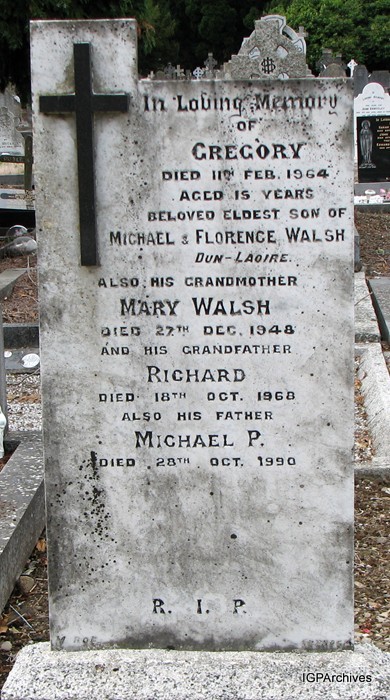 In Loving Memory
OF
GREGORY
DIED 11TH FEB. 1964
AGED 15 YEARS
BELOVED ELDEST SON OF
MICHAEL & FLORENCE WALSH
DUN-LAOIRE.
ALSO HIS GRANDMOTHER
MARY WALSH
DIED 27TH DEC. 1948
AND HIS GRANDFATHER
RICHARD
DIED 18TH OCT. 1968
ALSO HIS FATHER
MICHAEL P.
DIED 28TH OCT. 1990
R. I. P.
ROE
IGPArchives